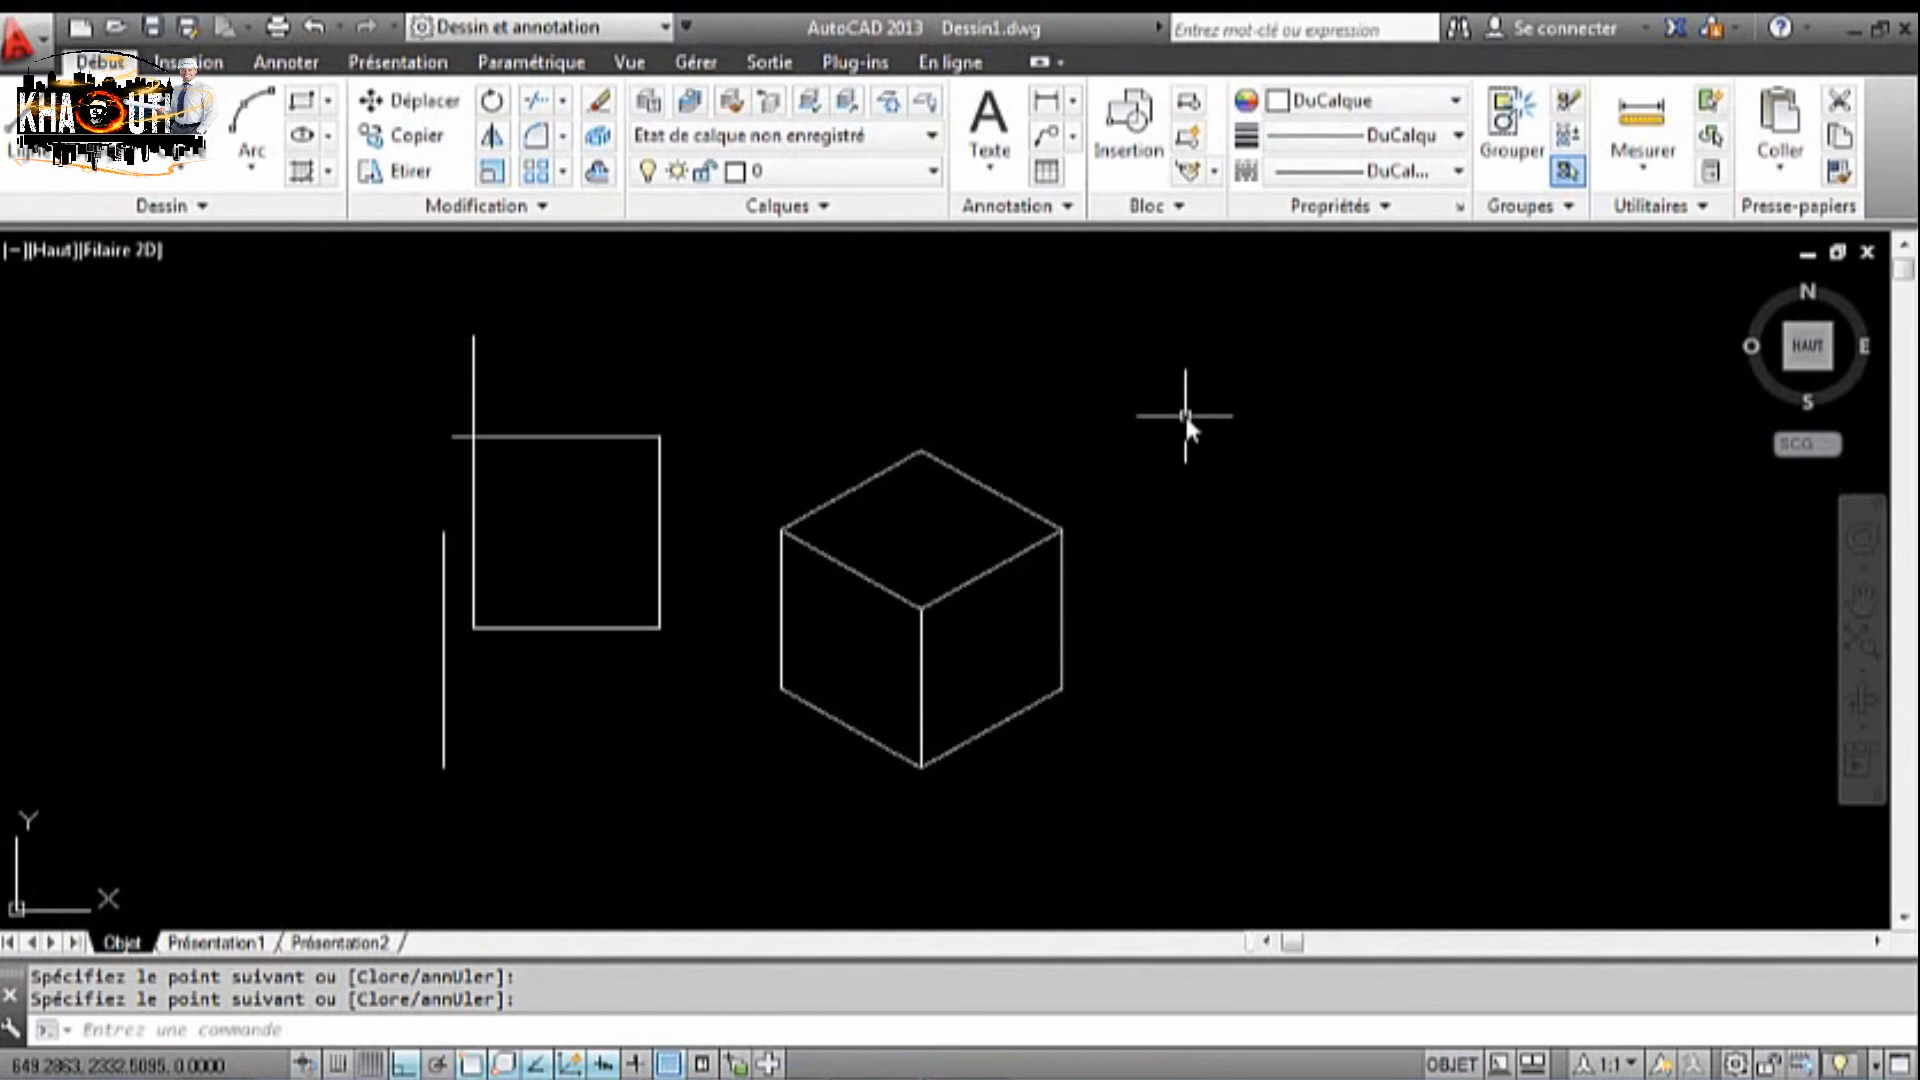 Dessin et annotation
AutoCAD 2013 Dessin1.dwg
Entrez mot-clé ou expression
Se connecter
Début Insertion Annoter Présentation Paramétrique Vue Gérer Sortie Plug-ins Express En ligne
KHAOUTI
Arc
Déplacer
Copier
Etirer
Etat de calque non enregistré
0
Texte
Insertion
DuCalque
DuCalqu
DuCal...
Grouper
Mesurer
Coller
Dessin
Modification
Calques
Annotation
Bloc
Propriétés
Groupes
Utilitaires
Presse-papiers
[−][Haut][Filaire 2D]
N
O HAUT E
S
SCG
Y
X
Objet Présentation1 Présentation2
Spécifiez le point suivant ou [Clore/annUler]:
Spécifiez le point suivant ou [Clore/annUler]:
Entrez une commande
649.2863, 2332.5095, 0.0000
OBJET
1:1